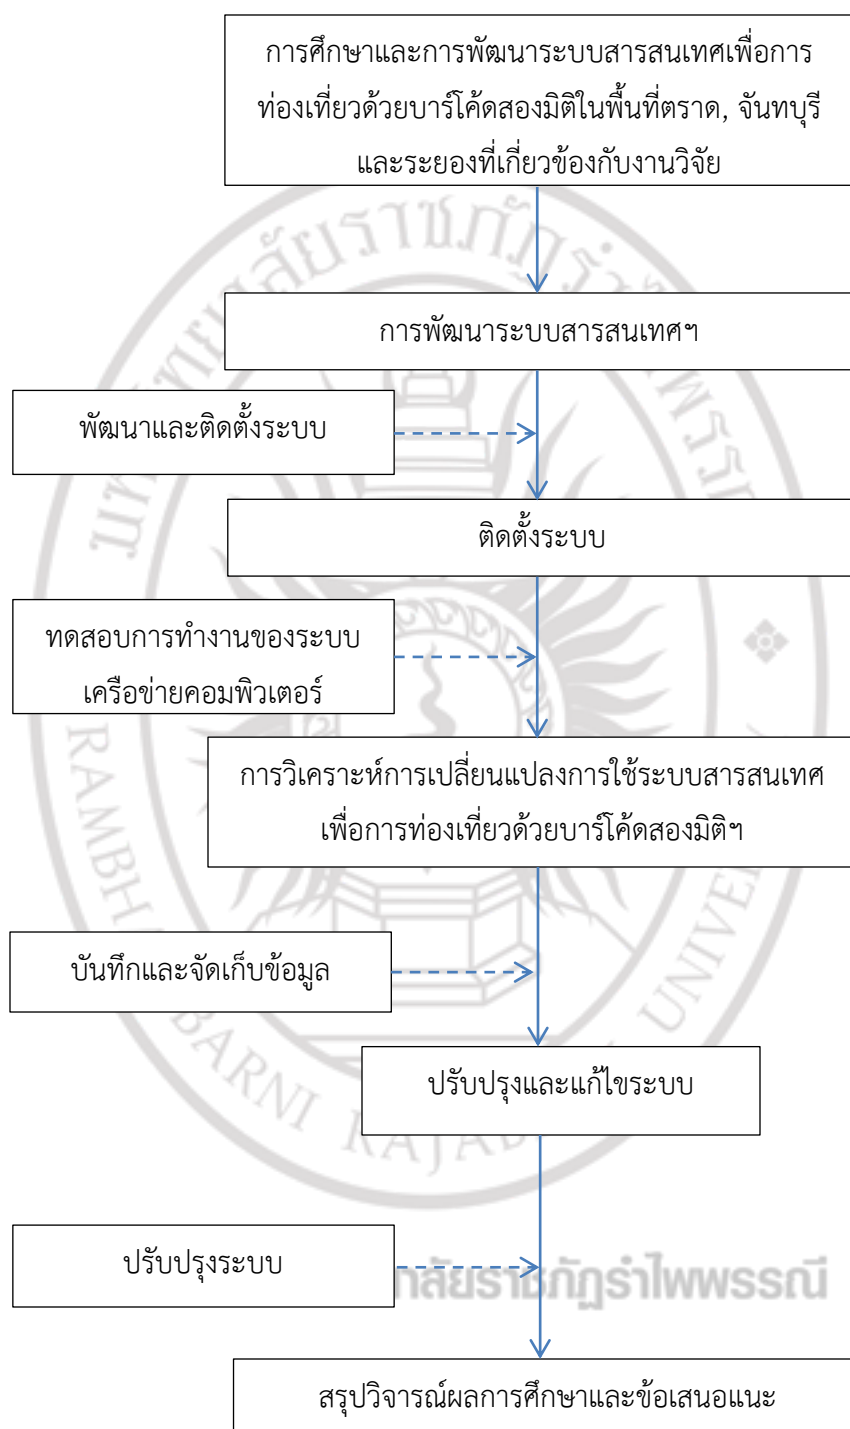 การศึกษาและการพัฒนาระบบสารสนเทศเพื่อการ
ท่องเที่ยวด้วยบาร์โค้ดสองมิติในพื้นที่ตราด, จันทบุรี
และระยองที่เกี่ยวข้องกับงานวิจัย
การพัฒนาระบบสารสนเทศฯ
พัฒนาและติดตั้งระบบ
ติดตั้งระบบ
ทดสอบการทำงานของระบบ
เครือข่ายคอมพิวเตอร์
การวิเคราะห์การเปลี่ยนแปลงการใช้ระบบสารสนเทศ
เพื่อการท่องเที่ยวด้วยบาร์โค้ดสองมิติฯ
บันทึกและจัดเก็บข้อมูล
ปรับปรุงและแก้ไขระบบ
ปรับปรุงระบบ
สรุปวิจารณ์ผลการศึกษาและข้อเสนอแนะ